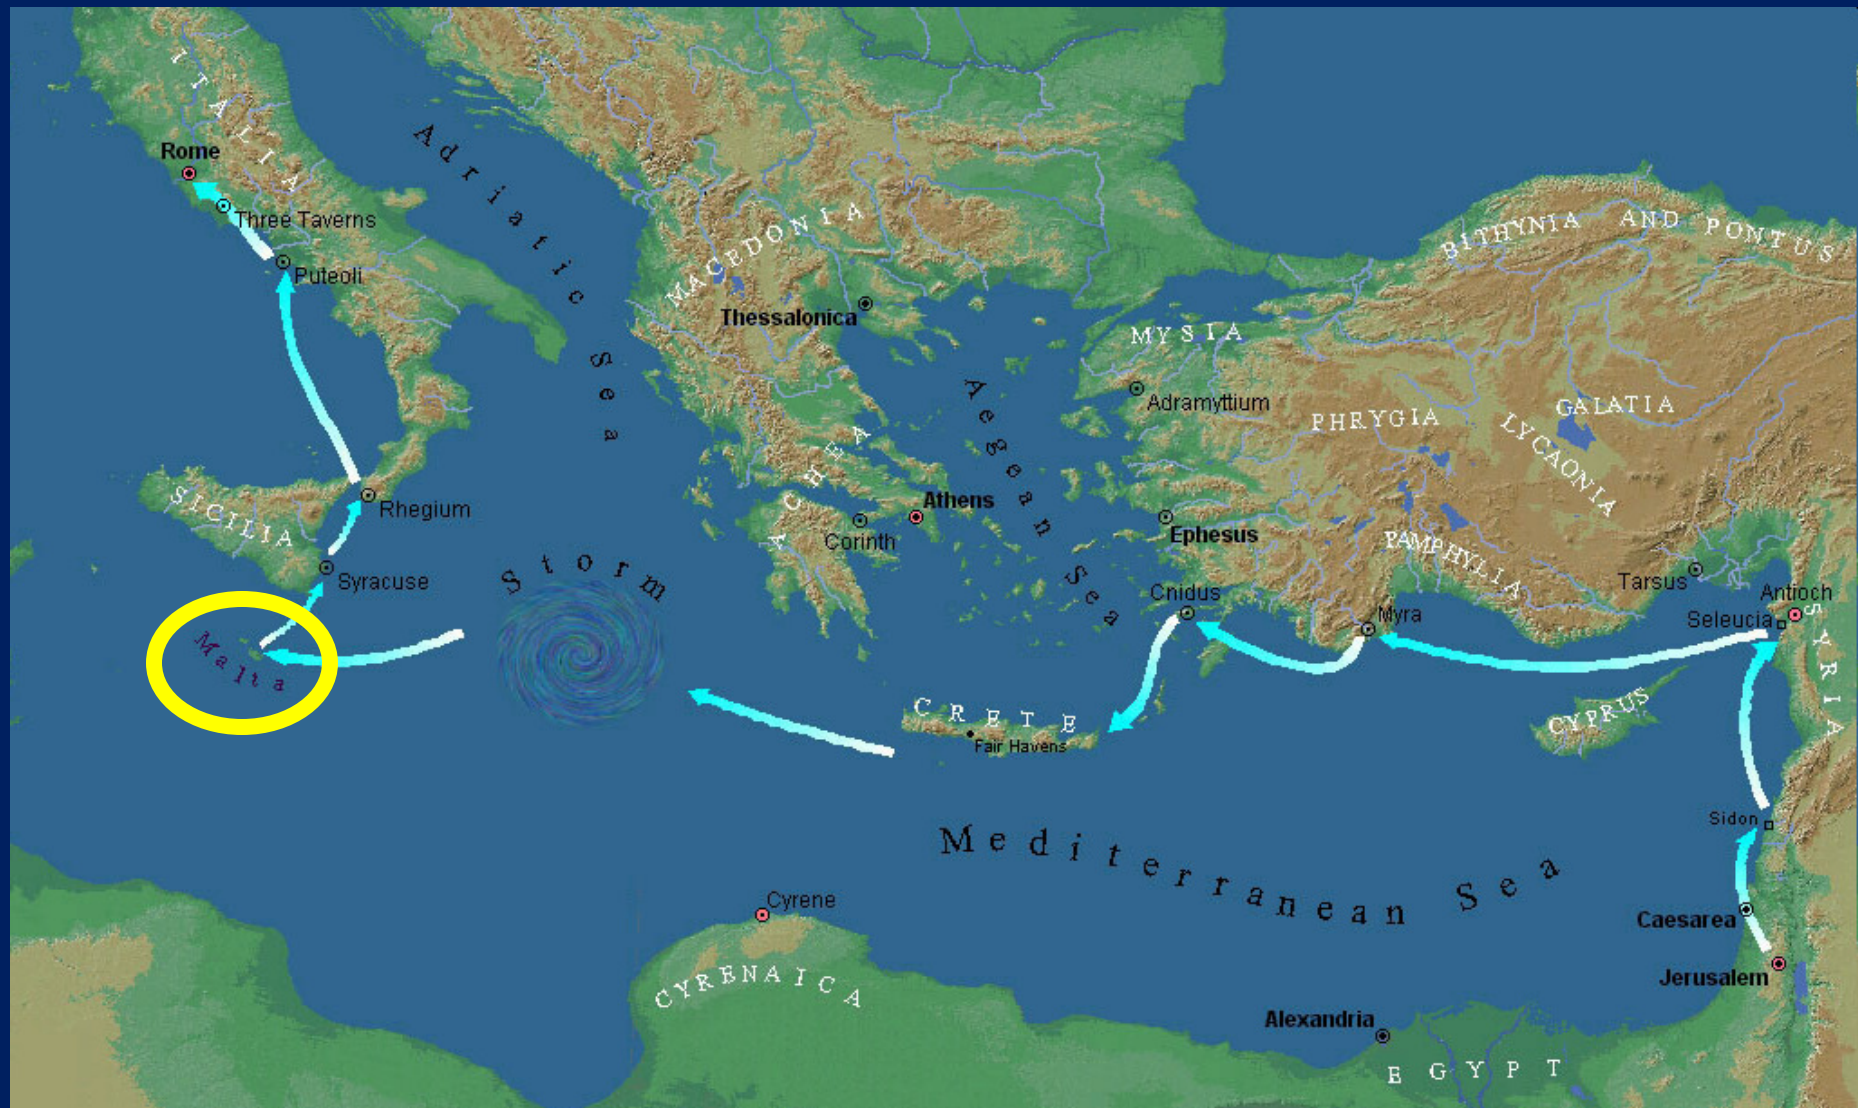 ITALIA
Rome
Three Taverns
Puteoli
Adriatic Sea
MACEDONIA
Thessalonica
BITHYNIA AND PONTUS
MYSIA
Adramyttium
Aegean Sea
PHRYGIA
GALATIA
LYCAONIA
ACHEA
Athens
Corinth
Ephesus
PAMPHYLIA
SICILIA
Rhegium
Syracuse
Storm
Malta
Cnidus
Myra
Tarsus
Antioch
Seleucia
SYRIA
CRETE
Fair Havens
CYPRUS
Sidon
Mediterranean Sea
Cyrene
CYRENAICA
Caesarea
Jerusalem
Alexandria
EGYPT